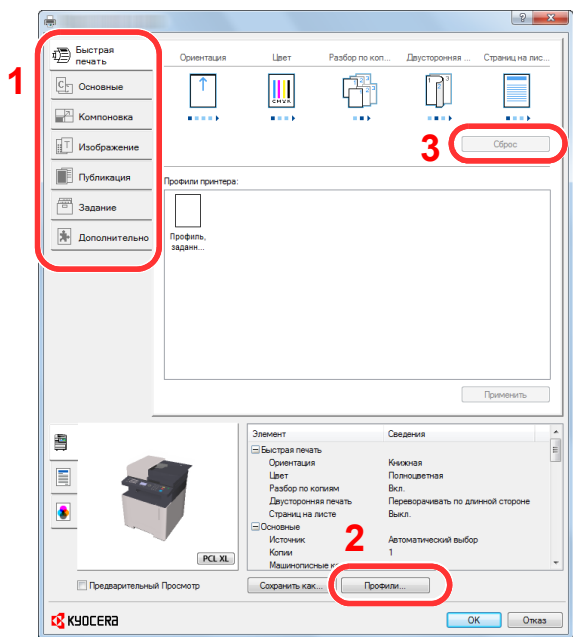 Быстрая
печать
Основные
Компоновка
Изображение
Публикация
Задание
Дополнительно
1
Ориентация Цвет Разбор по коп... Двусторонняя ... Страниц на лис...
CMYK
3
Сброс
Профили принтера:
Профиль,
заданн...
Применить
Элемент Сведения
Быстрая печать
Ориентация Книжная
Цвет Полноцветная
Разбор по копиям Вкл.
Двусторонняя печать Переворачивать по длинной стороне
Страниц на листе Выкл.
Основные
Источник Автоматический выбор
Копии 1
Машинописные
2
PCL XL
Предварительный Просмотр
Сохранить как...
Профили...
KYOCERA
OK
Отказ